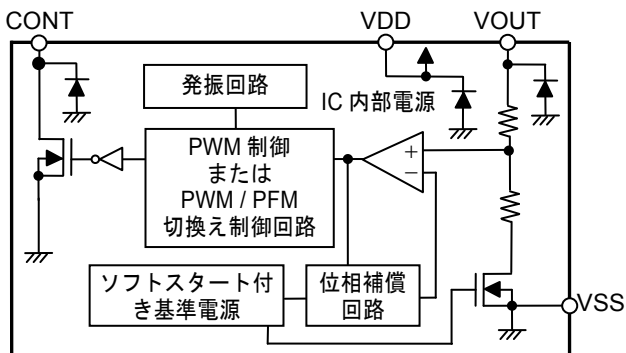 CONT
VDD
VOUT
発振回路
IC 内部電源
PWM 制御
または
PWM / PFM
切換え制御回路
+
−
ソフトスタート付
き基準電源
位相補償
回路
VSS